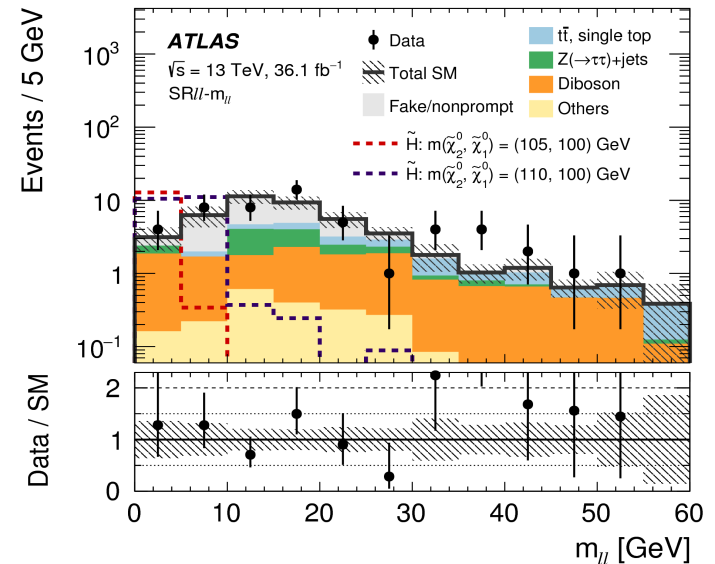 Events / 5 GeV
10³
10²
10
1
10⁻¹
ATLAS
√s = 13 TeV, 36.1 fb⁻¹
SRll-mₗₗ
Data
Total SM
Fake/nonprompt
tt̄, single top
Z(→ττ)+jets
Diboson
Others
H̃: m(χ̃⁰₂, χ̃⁰₁) = (105, 100) GeV
H̃: m(χ̃⁰₂, χ̃⁰₁) = (110, 100) GeV
Data / SM
2
1
0
0 10 20 30 40 50 60
mₗₗ [GeV]